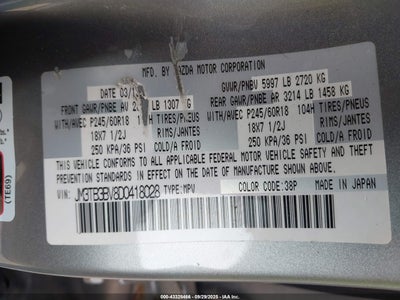 MFD. BY MAZDA MOTOR CORPORATION
DATE 03/
GVWR/PNBV 5997 LB 2720 KG
FRONT GAWR/PNBE AV LB 1307 KG
REAR GAWR/PNBE AR 3214 LB 1458 KG
WITH/AVEC P245/60R18 104H TIRES/PNEUS
WITH/AVEC P245/60R18 104H TIRES/PNEUS
18X7 1/2J RIMS/JANTES
18X7 1/2J RIMS/JANTES
250 KPA/36 PSI COLD/A FROID
250 KPA/36 PSI COLD/A FROID
THIS VEHICLE CONFORMS TO ALL APPLICABLE FEDERAL MOTOR VEHICLE SAFETY AND THEFT
PREVENTION STANDARDS IN EFFECT ON THE DATE OF MANUFACTURE SHOWN ABOVE.
VIN: JM3TB3BV8D0418028 TYPE: MPV
COLOR CODE: 38P MADE IN JAPAN
(TE69)
000-43329466 - 09/29/2025 - IAA Inc.